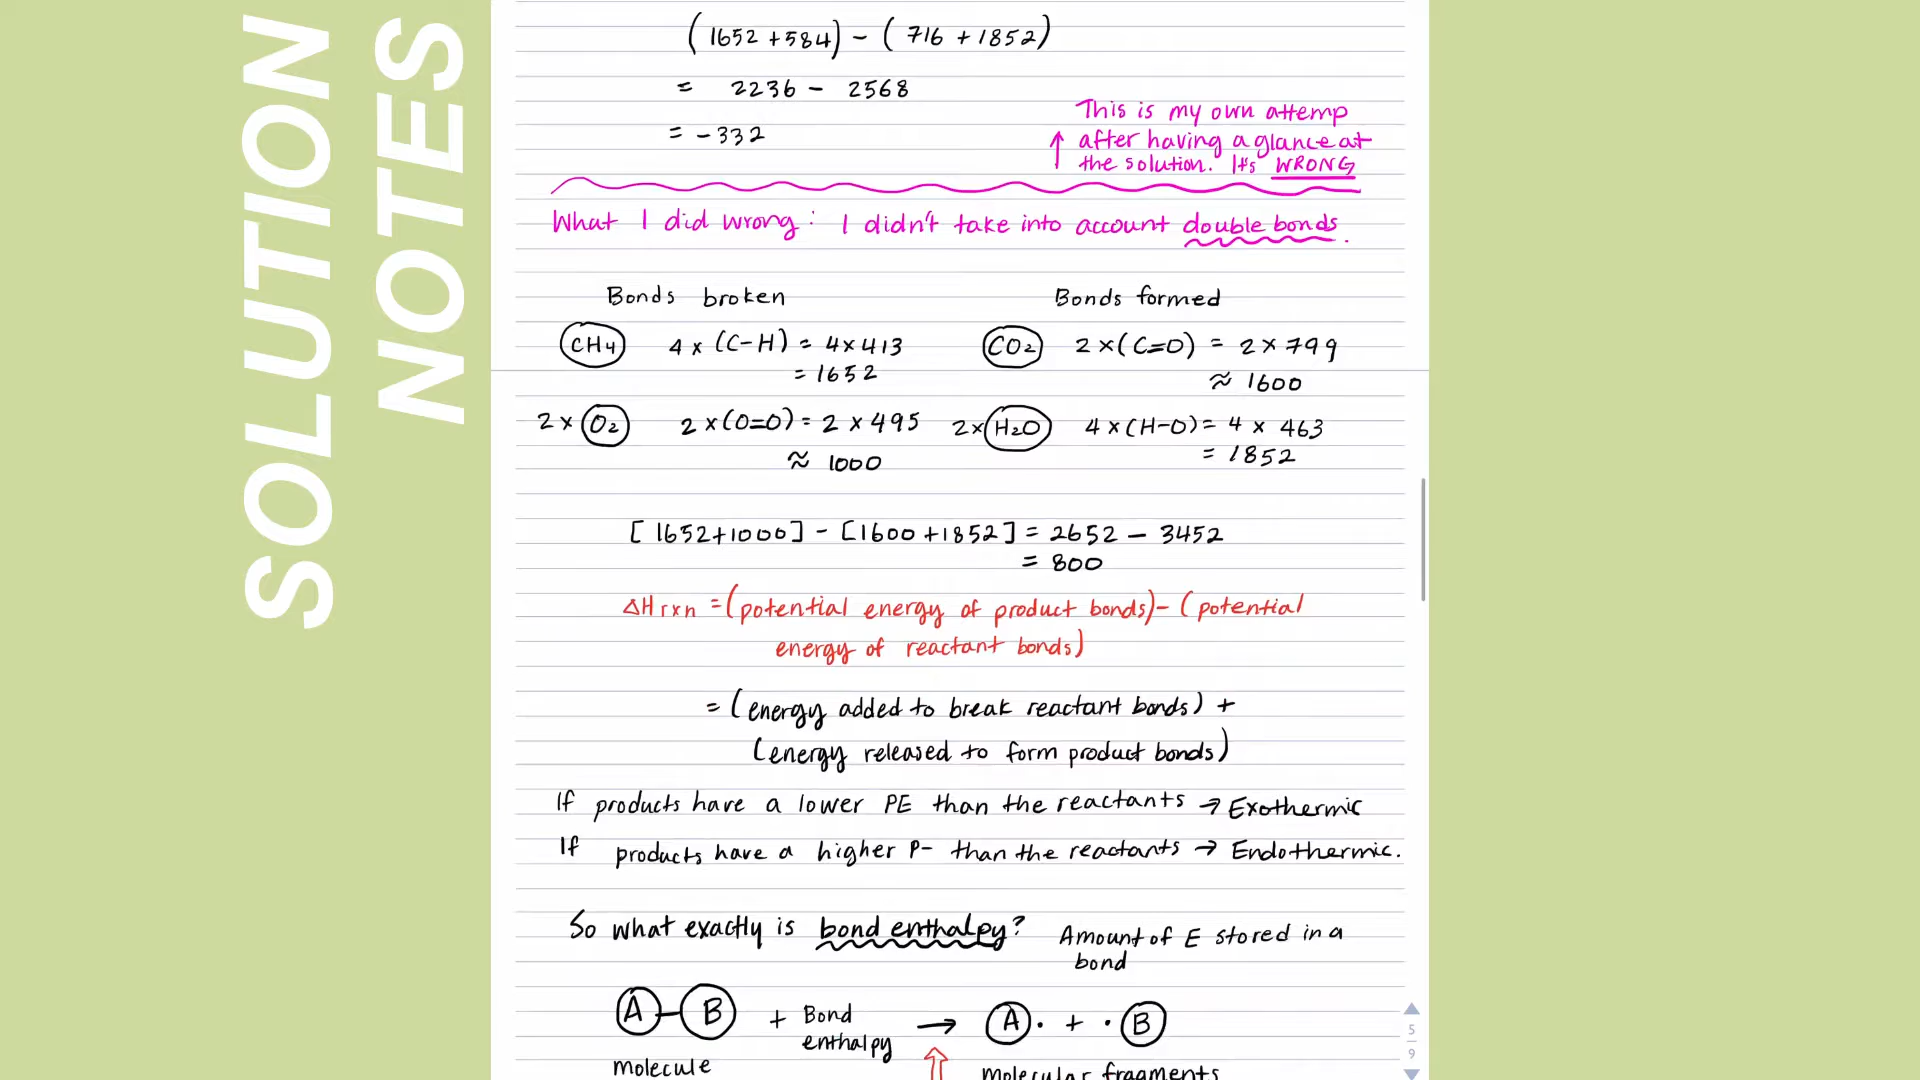 SOLUTION
NOTES
(1652 + 584) - (716 + 1852)
= 2236 - 2568
= -332
This is my own attemp
↑ after having a glance at
the solution. It's WRONG
What I did wrong: I didn't take into account double bonds.
Bonds broken
Bonds formed
CH4 4 x (C-H) = 4x413
= 1652
CO2 2 x (C=O) = 2 x 799
≈ 1600
2 x O2 2 x (O=O) = 2 x 495
≈ 1000
2x H2O 4 x (H-O) = 4 x 463
= 1852
[1652+1000] - [1600+1852] = 2652 - 3452
= 800
ΔHrxn = (potential energy of product bonds) - (potential
energy of reactant bonds)
= (energy added to break reactant bonds) +
(energy released to form product bonds)
If products have a lower PE than the reactants → Exothermic
If products have a higher P- than the reactants → Endothermic.
So what exactly is bond enthalpy?
Amount of E stored in a
bond
A-B + Bond
enthalpy → A· + ·B
molecule
molecular fragments
5
9